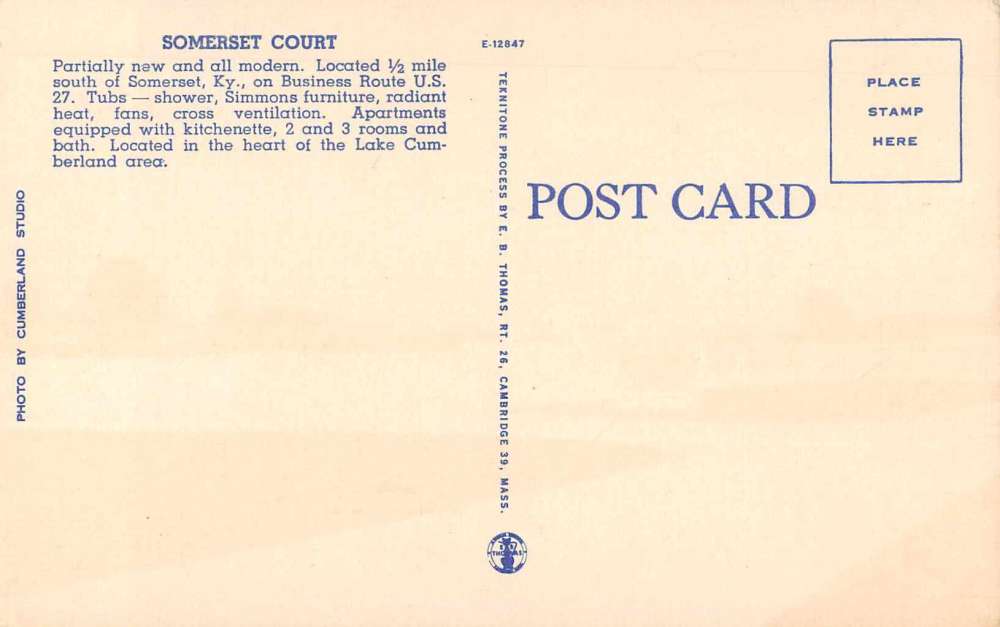 SOMERSET COURT
Partially new and all modern. Located ½ mile
south of Somerset, Ky., on Business Route U.S.
27. Tubs — shower, Simmons furniture, radiant
heat, fans, cross ventilation. Apartments
equipped with kitchenette, 2 and 3 rooms and
bath. Located in the heart of the Lake Cum-
berland area.
PHOTO BY CUMBERLAND STUDIO
E-12847
TEKNITONE PROCESS BY E. B. THOMAS, RT. 26, CAMBRIDGE 39, MASS.
THOMAS
POST CARD
PLACE
STAMP
HERE